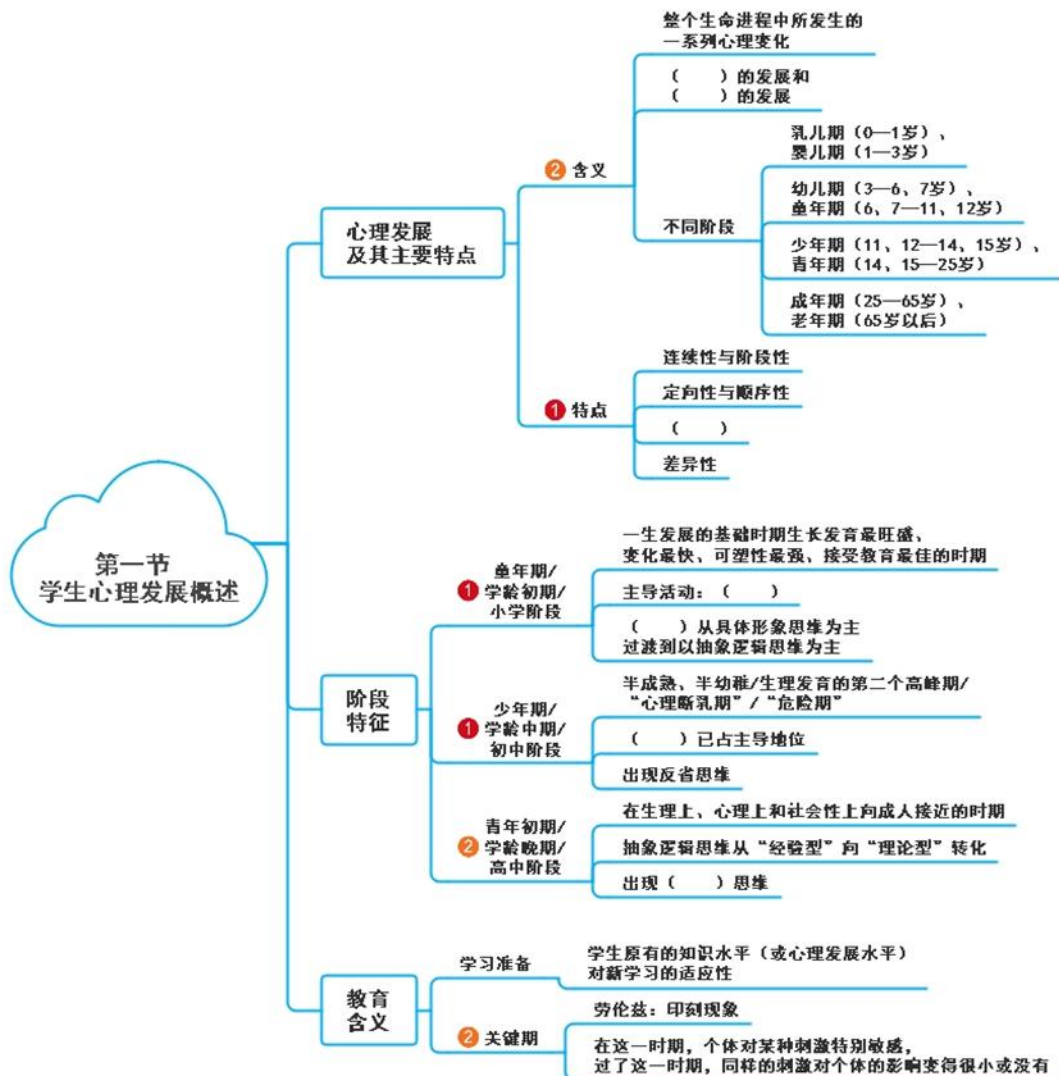 第一节
学生心理发展概述
心理发展
及其主要特点
2 含义
整个生命进程中所发生的
一系列心理变化
（　　）的发展和
（　　）的发展
不同阶段
乳儿期（0—1岁）、
婴儿期（1—3岁）
幼儿期（3—6、7岁）、
童年期（6、7—11、12岁）
少年期（11、12—14、15岁）、
青年期（14、15—25岁）
成年期（25—65岁）、
老年期（65岁以后）
1 特点
连续性与阶段性
定向性与顺序性
（　　）
差异性
阶段
特征
1 童年期/
学龄初期/
小学阶段
一生发展的基础时期生长发育最旺盛、
变化最快、可塑性最强、接受教育最佳的时期
主导活动：（　　）
（　　）从具体形象思维为主
过渡到以抽象逻辑思维为主
1 少年期/
学龄中期/
初中阶段
半成熟、半幼稚/生理发育的第二个高峰期/
“心理断乳期”/“危险期”
（　　）已占主导地位
出现反省思维
2 青年初期/
学龄晚期/
高中阶段
在生理上、心理上和社会性上向成人接近的时期
抽象逻辑思维从“经验型”向“理论型”转化
出现（　　）思维
教育
含义
学习准备
学生原有的知识水平（或心理发展水平）
对新学习的适应性
2 关键期
劳伦兹：印刻现象
在这一时期，个体对某种刺激特别敏感，
过了这一时期，同样的刺激对个体的影响变得很小或没有